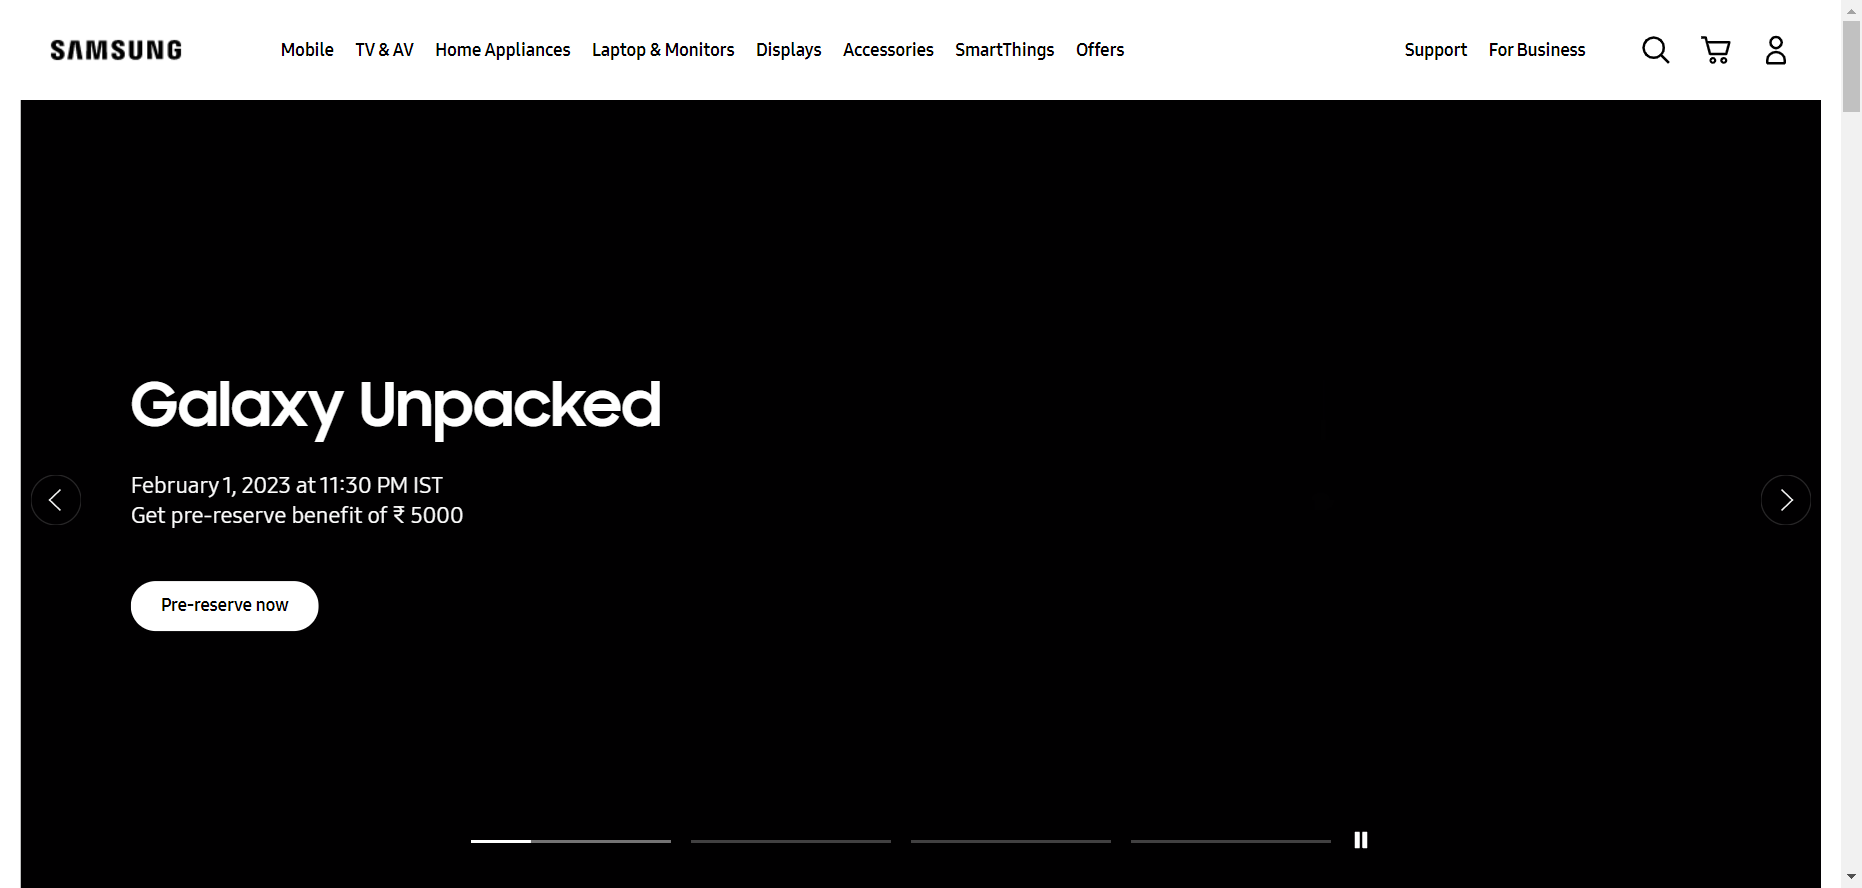 SAMSUNG
Mobile TV & AV Home Appliances Laptop & Monitors Displays Accessories SmartThings Offers Support For Business
Galaxy Unpacked
February 1, 2023 at 11:30 PM IST
Get pre-reserve benefit of ₹ 5000
Pre-reserve now